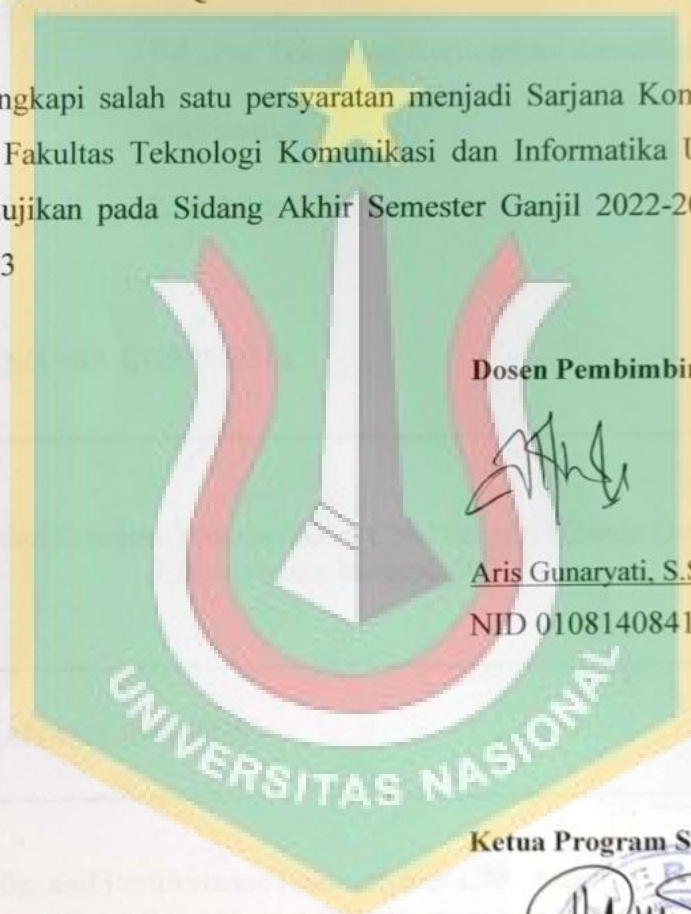 ngkapi salah satu persyaratan menjadi Sarjana Kom
Fakultas Teknologi Komunikasi dan Informatika U
ujikan pada Sidang Akhir Semester Ganjil 2022-20
3
Dosen Pembimbi
Aris Gunaryati, S.S
NID 0108140841
UNIVERSITAS NASIONAL
Ketua Program S